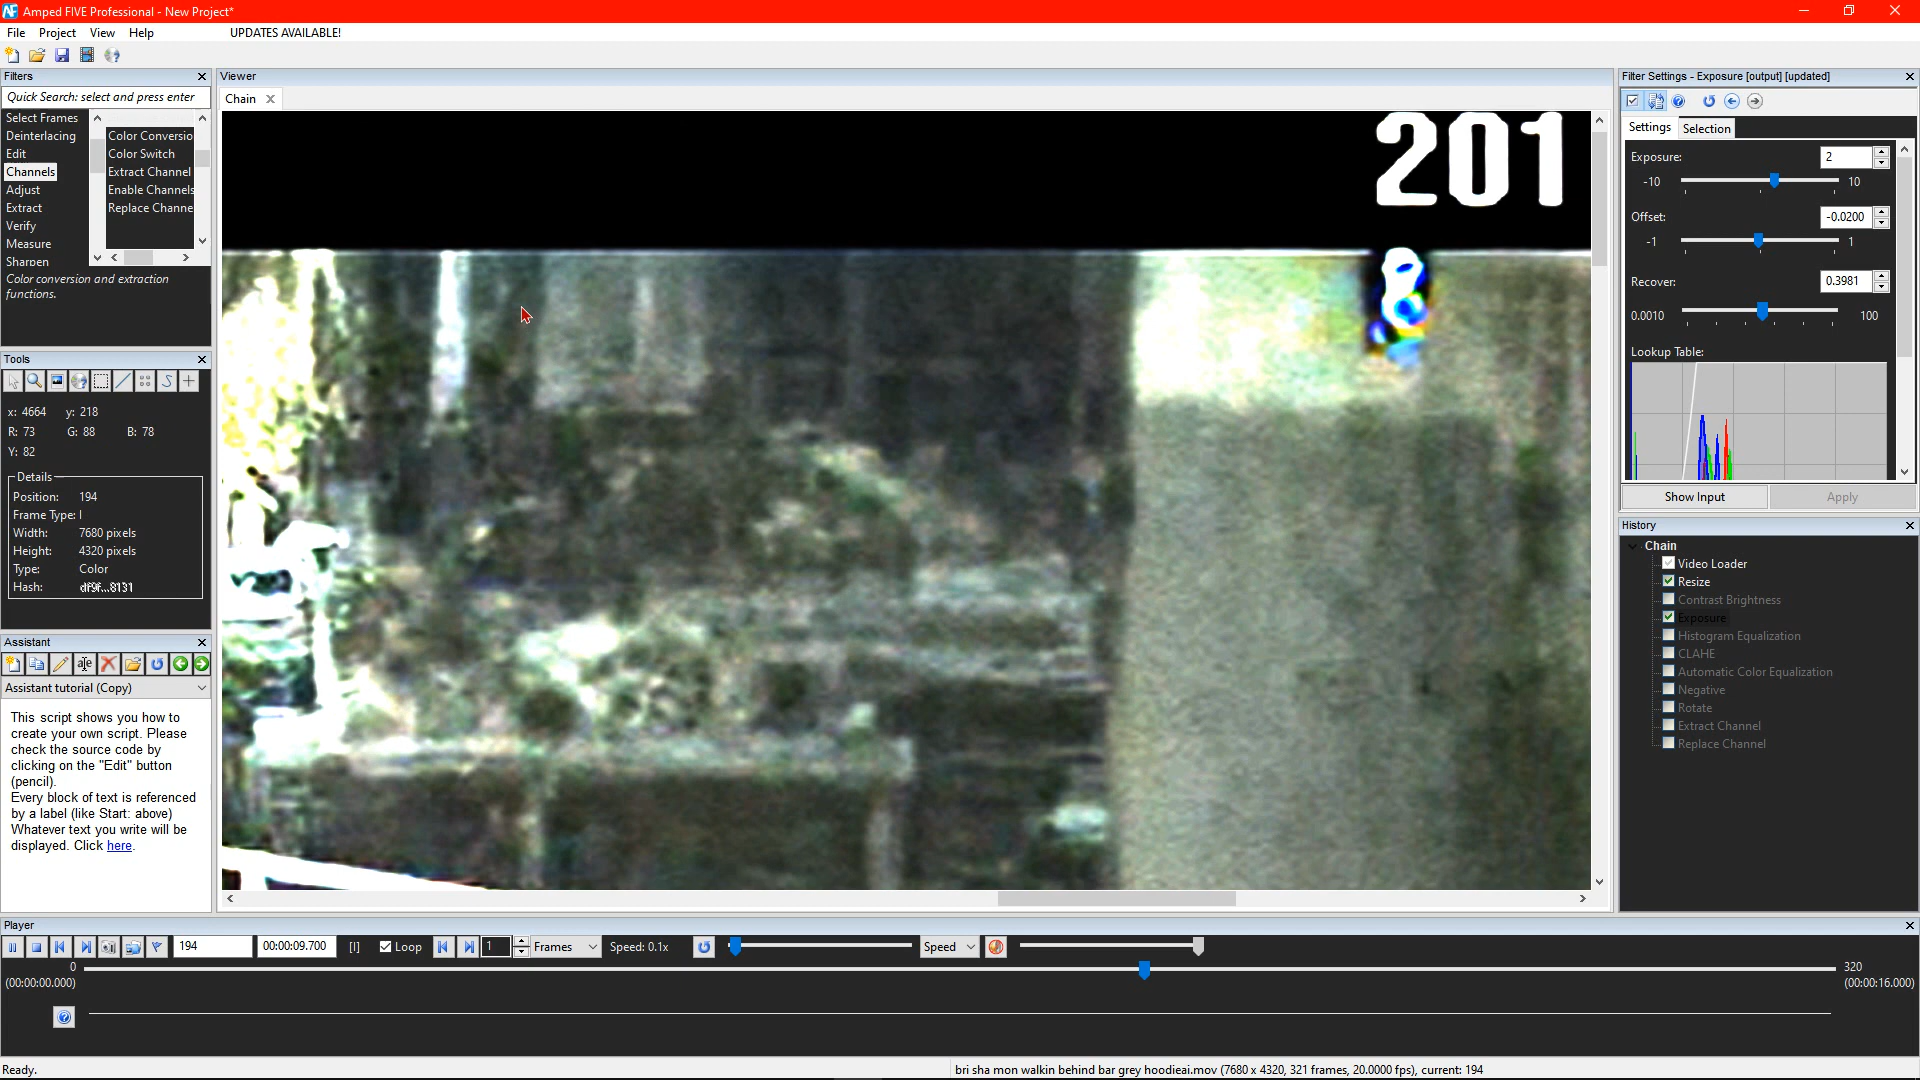 Amped FIVE Professional - New Project*
File Project View Help UPDATES AVAILABLE!
Filters
Quick Search: select and press enter
Select Frames
Deinterlacing
Edit
Channels
Adjust
Extract
Verify
Measure
Sharpen
Color Conversio
Color Switch
Extract Channel
Enable Channels
Replace Channe
Color conversion and extraction
functions.
Tools
x: 4664 y: 218
R: 73 G: 88 B: 78
Y: 82
Details
Position: 194
Frame Type: I
Width: 7680 pixels
Height: 4320 pixels
Type: Color
Hash: df9f...8131
Assistant
Assistant tutorial (Copy)
This script shows you how to
create your own script. Please
check the source code by
clicking on the "Edit" button
(pencil).
Every block of text is referenced
by a label (like Start: above)
Whatever text you write will be
displayed. Click here.
Viewer
Chain
201
Filter Settings - Exposure [output] [updated]
Settings Selection
Exposure: 2
-10 10
Offset: -0.0200
-1 1
Recover: 0.3981
0.0010 100
Lookup Table:
Show Input Apply
History
Chain
Video Loader
Resize
Contrast Brightness
Exposure
Histogram Equalization
CLAHE
Automatic Color Equalization
Negative
Rotate
Extract Channel
Replace Channel
Player
194 00:00:09.700 [I] Loop 1 Frames Speed: 0.1x Speed
0 320
(00:00:00.000) (00:00:16.000)
Ready. bri sha mon walkin behind bar grey hoodieai.mov (7680 x 4320, 321 frames, 20.0000 fps), current: 194